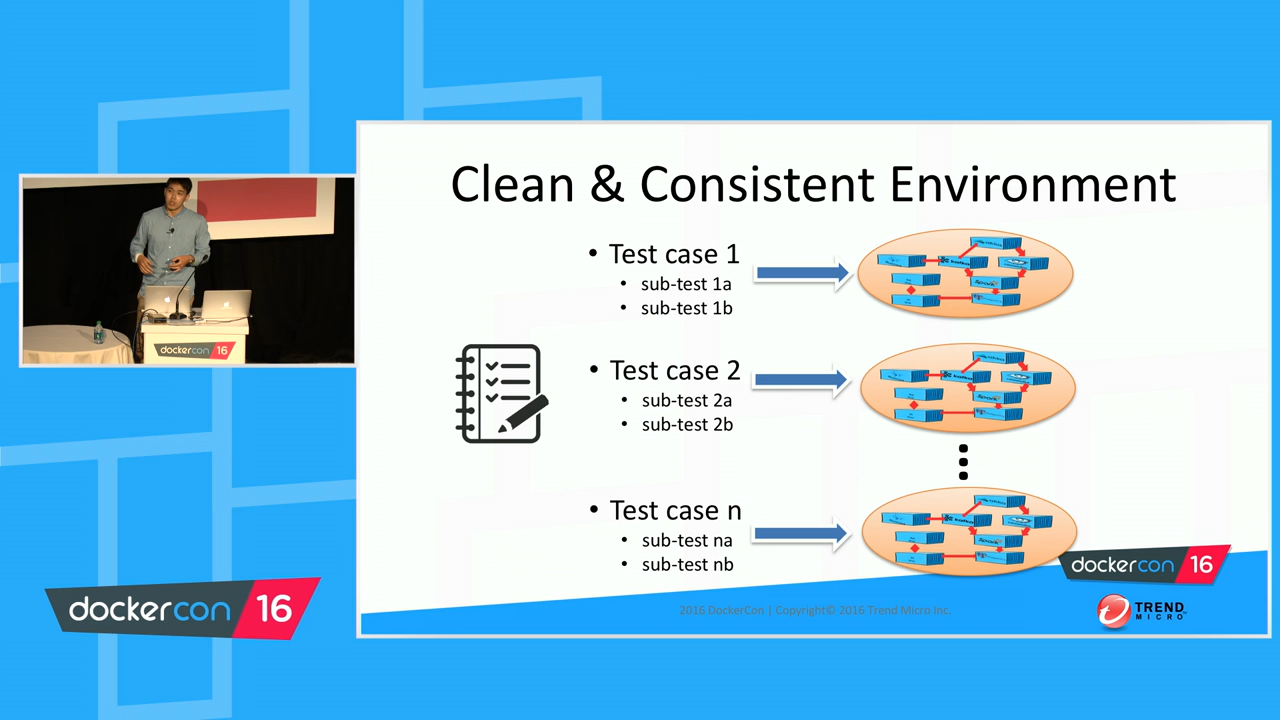 Clean & Consistent Environment
• Test case 1
• sub-test 1a
• sub-test 1b
• Test case 2
• sub-test 2a
• sub-test 2b
• Test case n
• sub-test na
• sub-test nb
dockercon 16
2016 DockerCon | Copyright© 2016 Trend Micro Inc.
TREND
MICRO
dockercon 16
dockercon 16